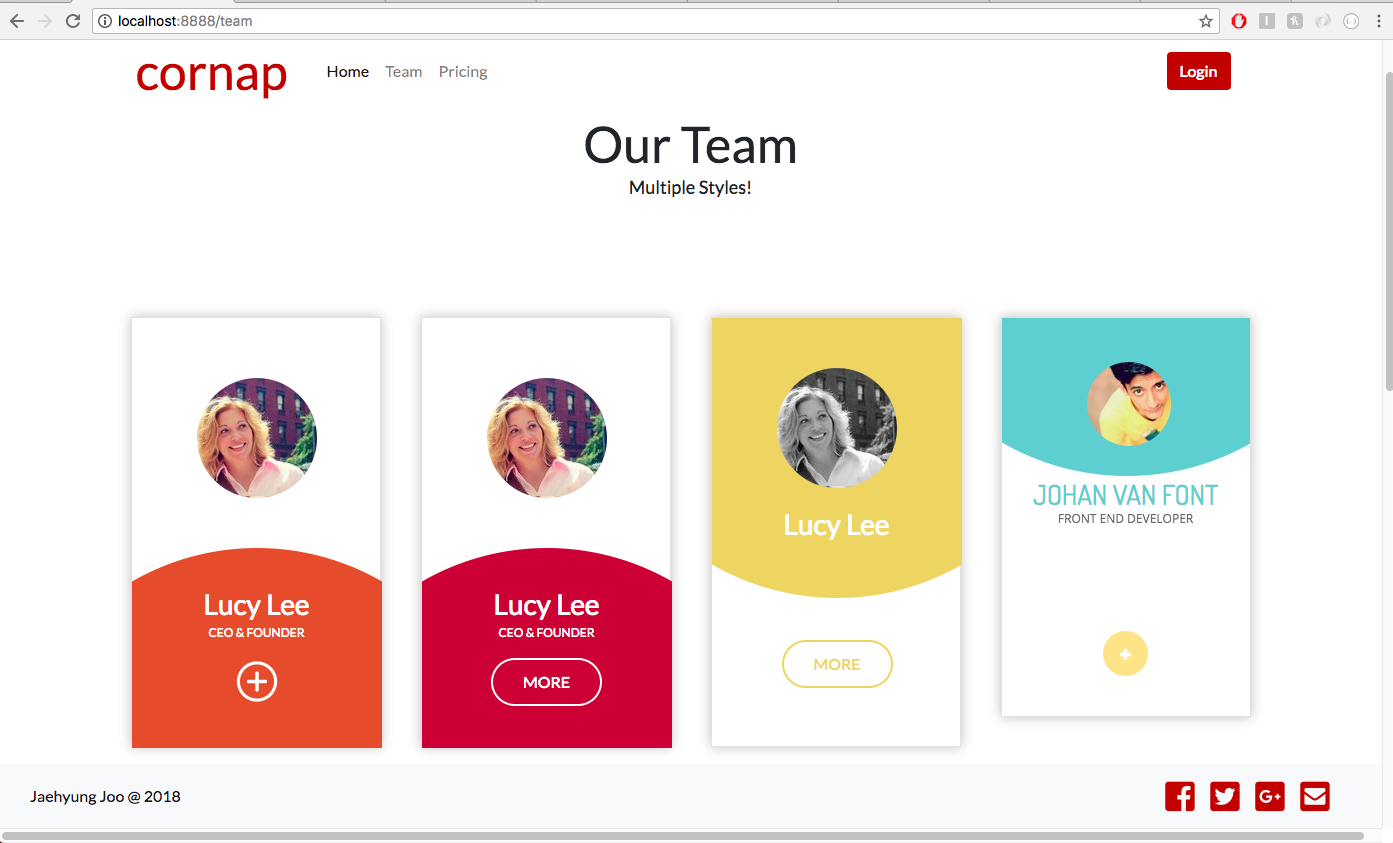 localhost:8888/team
cornap
Home Team Pricing
Login
Our Team
Multiple Styles!
Lucy Lee
CEO & FOUNDER
Lucy Lee
CEO & FOUNDER
MORE
Lucy Lee
MORE
JOHAN VAN FONT
FRONT END DEVELOPER
Jaehyung Joo @ 2018